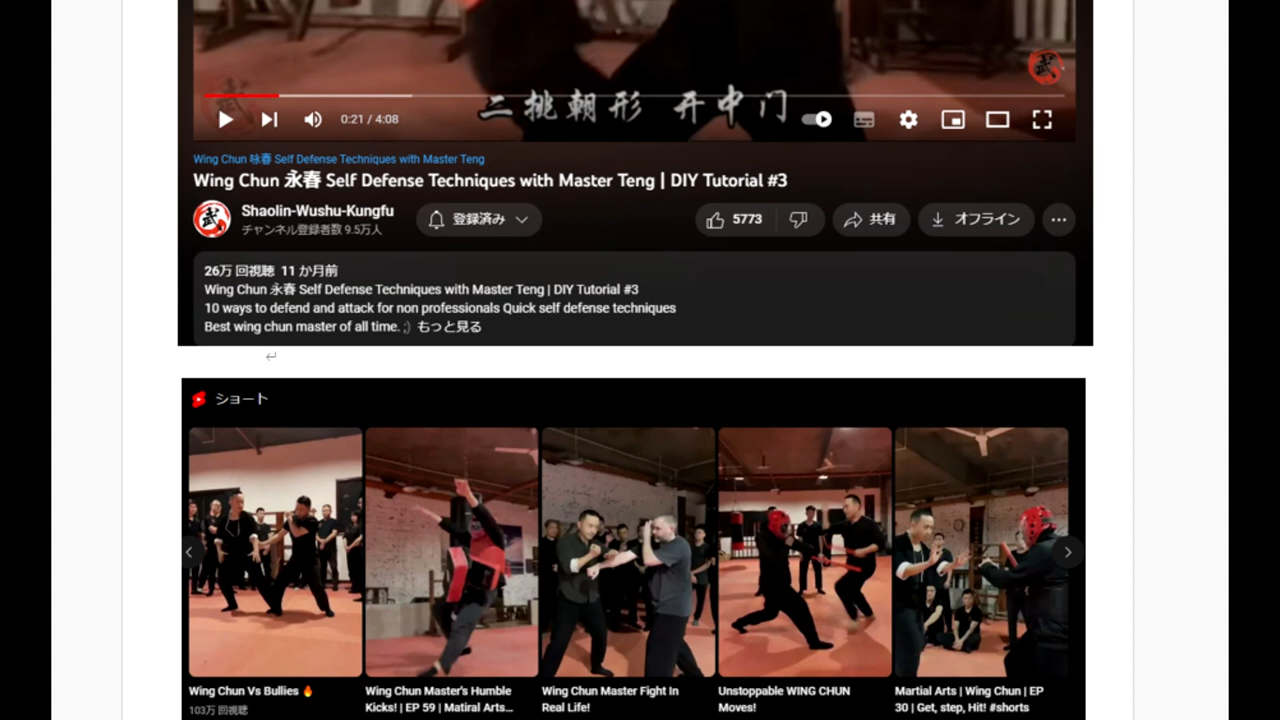 二挑朝形 开中门
0:21 / 4:08
Wing Chun 咏春 Self Defense Techniques with Master Teng
Wing Chun 永春 Self Defense Techniques with Master Teng | DIY Tutorial #3
武
Shaolin-Wushu-Kungfu
チャンネル登録者数 9.5万人
登録済み
5773
共有
オフライン
26万 回視聴 11 か月前
Wing Chun 永春 Self Defense Techniques with Master Teng | DIY Tutorial #3
10 ways to defend and attack for non professionals Quick self defense techniques
Best wing chun master of all time. ;) もっと見る
ショート
Wing Chun Vs Bullies 🔥
103万 回視聴
Wing Chun Master's Humble
Kicks! | EP 59 | Matiral Arts...
Wing Chun Master Fight In
Real Life!
Unstoppable WING CHUN
Moves!
Martial Arts | Wing Chun | EP
30 | Get, step, Hit! #shorts